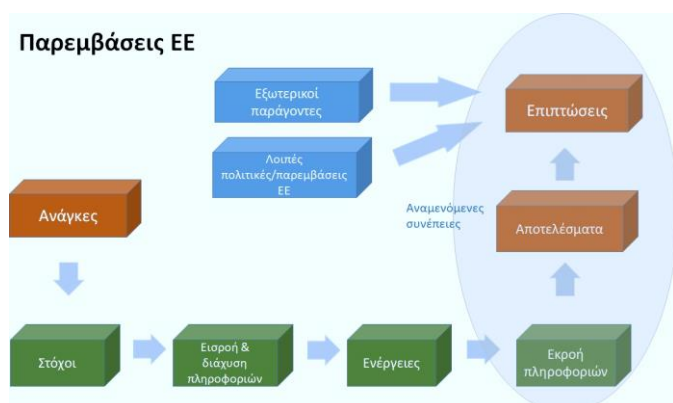 Παρεμβάσεις ΕΕ
Εξωτερικοί
παράγοντες
Επιπτώσεις
Λοιπές
πολιτικές/παρεμβάσεις
ΕΕ
Ανάγκες
Αναμενόμενες
συνέπειες
Αποτελέσματα
Στόχοι
Εισροή &
διάχυση
πληροφοριών
Ενέργειες
Εκροή
πληροφοριών